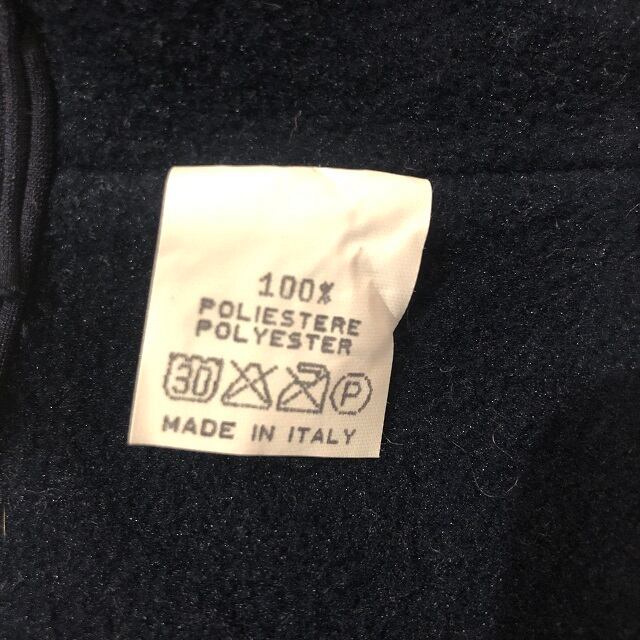 100%
POLIESTERE
POLYESTER
30 P
MADE IN ITALY